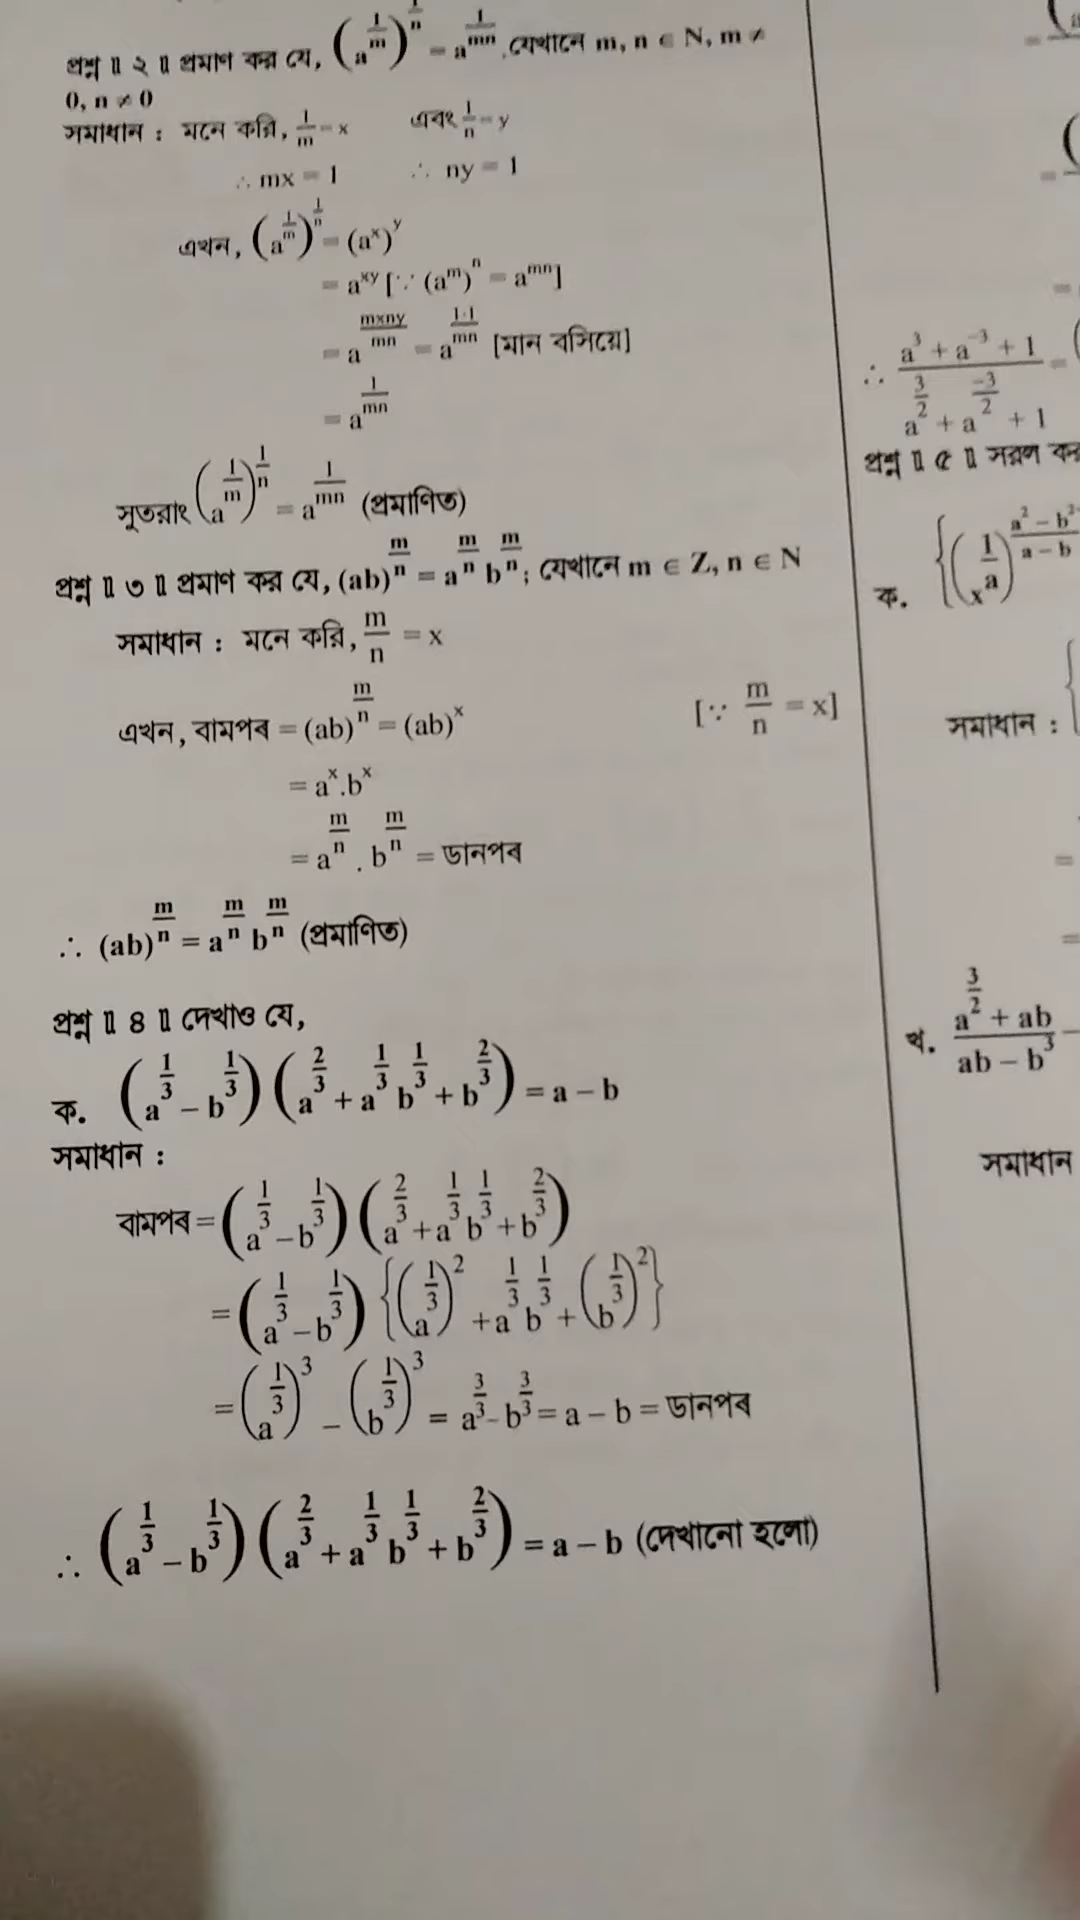 প্রশ্ন ॥ ২ ॥ প্রমাণ কর যে, (a^(1/m))^(1/n) = a^(1/mn) .যেখানে m, n ∈ N, m ≠
0, n ≠ 0
সমাধান : মনে করি, 1/m = x এবং 1/n = y
∴ mx = 1 ∴ ny = 1
এখন, (a^(1/m))^(1/n) = (a^x)^y
= a^xy [∵ (a^m)^n = a^mn]
= a^(mxny/mn) = a^(1·1/mn) [মান বসিয়ে]
= a^(1/mn)
সুতরাং (a^(1/m))^(1/n) = a^(1/mn) (প্রমাণিত)
প্রশ্ন ॥ ৩ ॥ প্রমাণ কর যে, (ab)^(m/n) = a^(m/n) b^(m/n); যেখানে m ∈ Z, n ∈ N
সমাধান : মনে করি, m/n = x
এখন, বামপৰ = (ab)^(m/n) = (ab)^x [∵ m/n = x]
= a^x.b^x
= a^(m/n) . b^(m/n) = ডানপৰ
∴ (ab)^(m/n) = a^(m/n) b^(m/n) (প্রমাণিত)
প্রশ্ন ॥ ৪ ॥ দেখাও যে,
ক. (a^(1/3) – b^(1/3)) (a^(2/3) + a^(1/3) b^(1/3) + b^(2/3)) = a – b
সমাধান :
বামপৰ = (a^(1/3) – b^(1/3)) (a^(2/3) + a^(1/3) b^(1/3) + b^(2/3))
= (a^(1/3) – b^(1/3)) {(a^(1/3))^2 + a^(1/3) b^(1/3) + (b^(1/3))^2}
= (a^(1/3))^3 – (b^(1/3))^3 = a^(3/3) – b^(3/3) = a – b = ডানপৰ
∴ (a^(1/3) – b^(1/3)) (a^(2/3) + a^(1/3) b^(1/3) + b^(2/3)) = a – b (দেখানো হলো)
∴ (a^3 + a^-3 + 1)/(a^(3/2) + a^(-3/2) + 1) =
প্রশ্ন ॥ ৫ ॥ সরল
ক. {(x^(1/a))^((a^2 – b^2)/(a – b))
সমাধান :
খ. (a^(3/2) + ab)/(ab – b^3) –
সমাধান